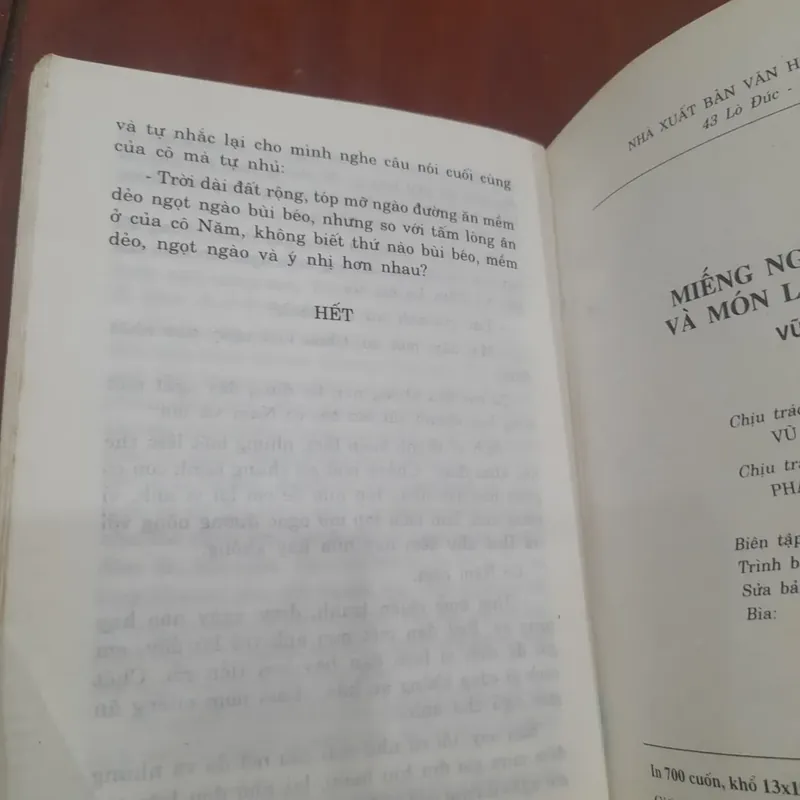 và tự nhắc lại cho mình nghe câu nói cuối cùng
của cô mà tự nhủ:
- Trời dài đất rộng, tóp mỡ ngào đường ăn mềm
dẻo ngọt ngào bùi béo, nhưng so với tấm lòng ăn
ở của cô Năm, không biết thứ nào bùi béo, mềm
dẻo, ngọt ngào và ý nhị hơn nhau?
HẾT
NHÀ XUẤT BẢN VĂN H
43 Lò Đúc -
MIẾNG NG
VÀ MÓN L
VŨ
Chịu trác
VŨ
Chịu tra
PHA
Biên tập
Trình b
Sửa bả
Bìa:
In 700 cuốn, khổ 13x1